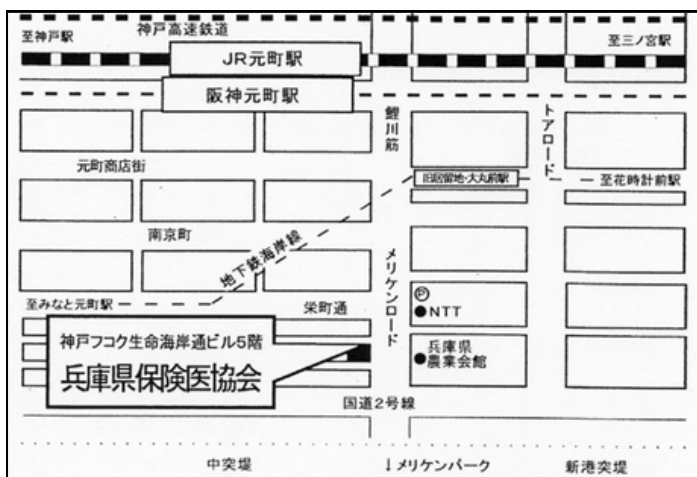 神戸高速鉄道
至神戸駅
至三ノ宮駅
JR元町駅
阪神元町駅
鯉川筋
トアロード
元町商店街
旧居留地・大丸前駅
至花時計前駅
南京町
地下鉄海岸線
メリケンロード
至みなと元町駅
栄町通
P
NTT
神戸フコク生命海岸通ビル5階
兵庫県保険医協会
兵庫県
農業会館
国道2号線
中突堤
↓メリケンパーク
新港突堤